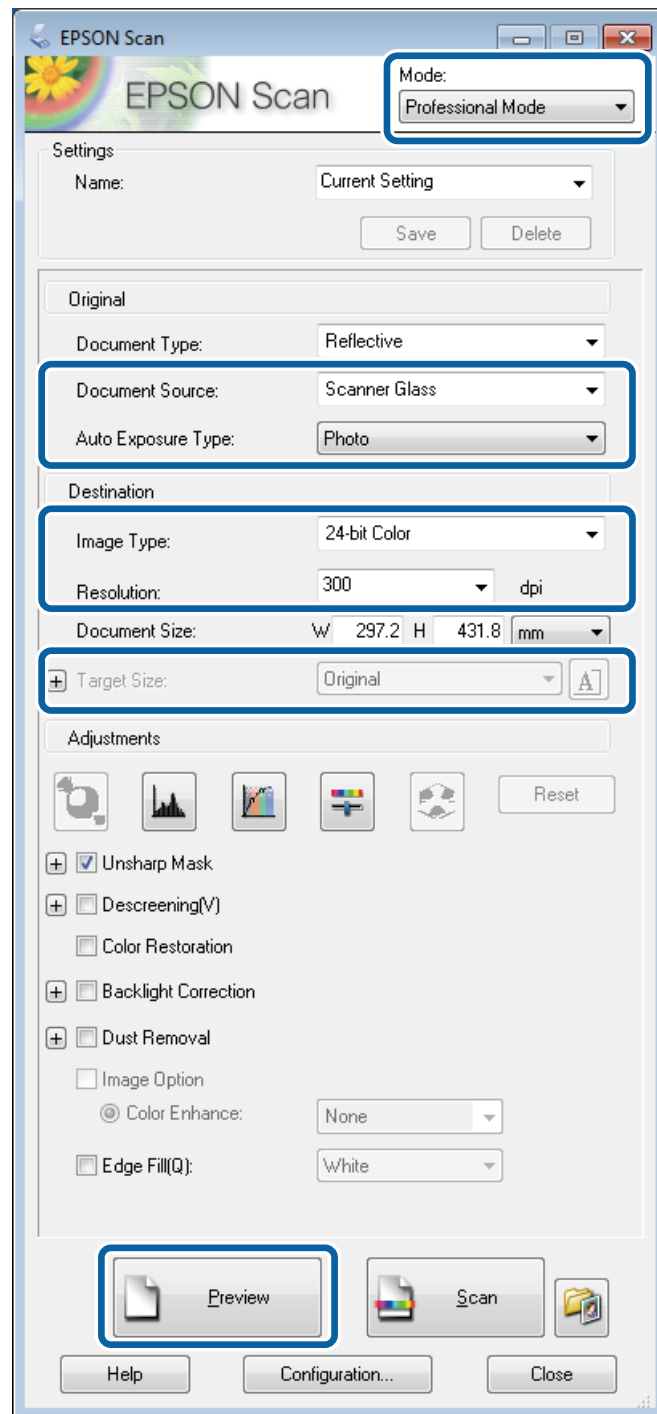 EPSON Scan
EPSON Scan
Mode:
Professional Mode
Settings
Name: Current Setting
Save Delete
Original
Document Type: Reflective
Document Source: Scanner Glass
Auto Exposure Type: Photo
Destination
Image Type: 24-bit Color
Resolution: 300 dpi
Document Size: W 297.2 H 431.8 mm
Target Size: Original A
Adjustments
Reset
Unsharp Mask
Descreening(V)
Color Restoration
Backlight Correction
Dust Removal
Image Option
Color Enhance: None
Edge Fill(Q): White
Preview Scan
Help Configuration... Close